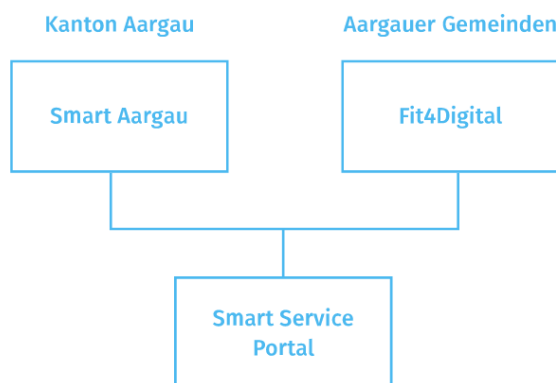 Kanton Aargau
Aargauer Gemeinden
Smart Aargau
Fit4Digital
Smart Service
Portal